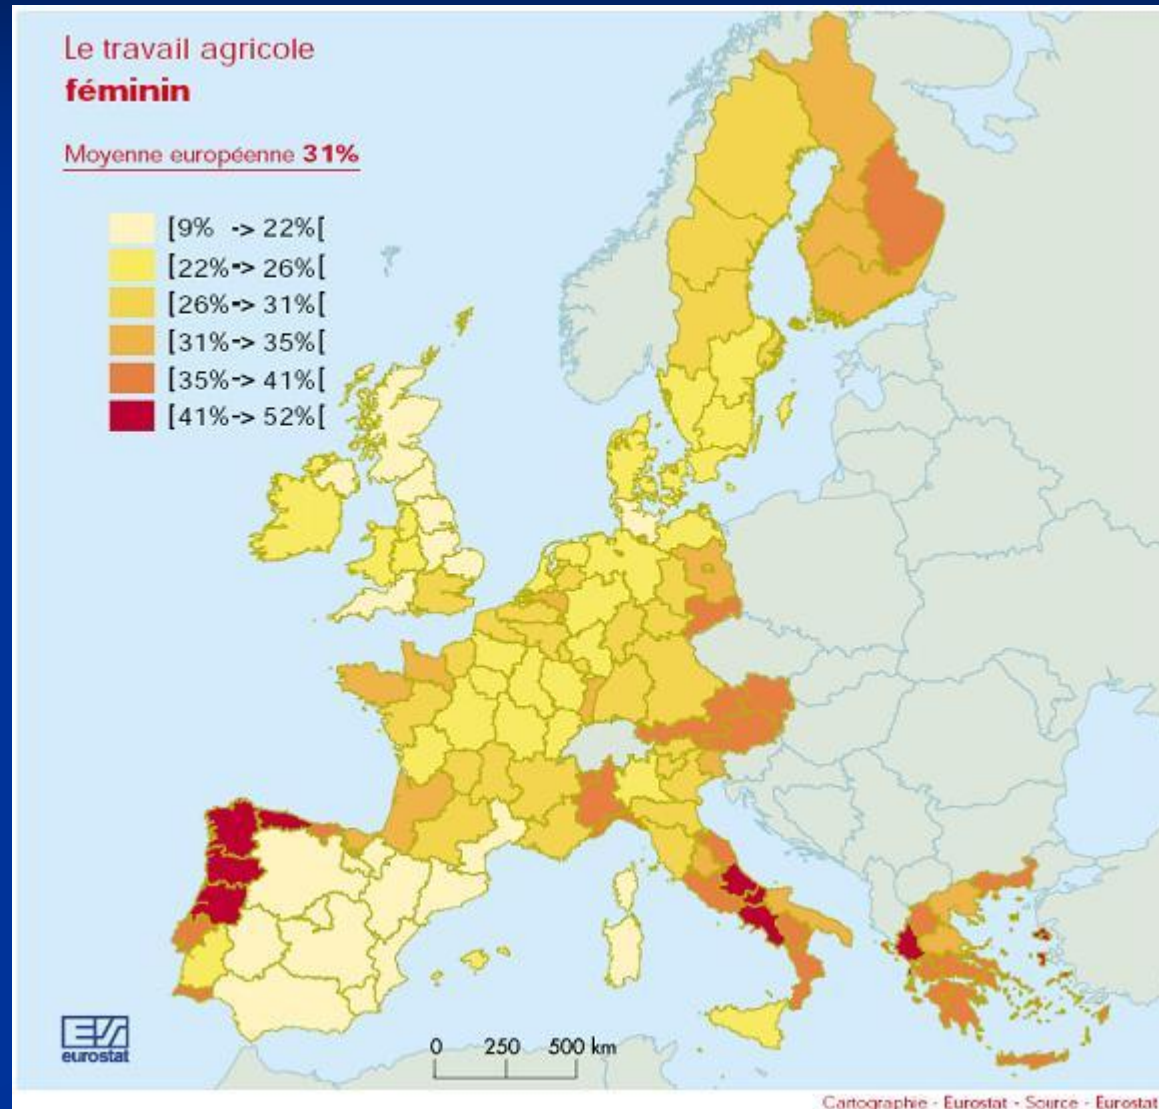 Le travail agricole
féminin
Moyenne européenne 31%
[9% -> 22%[
[22%-> 26%[
[26%-> 31%[
[31%-> 35%[
[35%-> 41%[
[41%-> 52%[
eurostat
0 250 500 km
Cartographie - Eurostat - Source - Eurostat